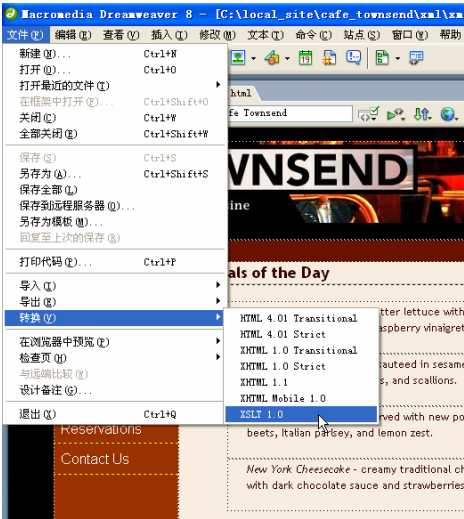 Macromedia Dreamweaver 8 - [C:\local_site\cafe_townsend\xml\xm
文件(F) 编辑(E) 查看(V) 插入(I) 修改(M) 文本(T) 命令(C) 站点(S) 窗口(W) 帮助
新建(N)... Ctrl+N
打开(O)... Ctrl+O
打开最近的文件(T)
在框架中打开(F)... Ctrl+Shift+O
关闭(C) Ctrl+W
全部关闭(E) Ctrl+Shift+W
保存(S) Ctrl+S
另存为(A)... Ctrl+Shift+S
保存全部(L)
保存到远程服务器(D)...
另存为模板(M)...
回复至上次的保存(R)
打印代码(P)... Ctrl+P
导入(I)
导出(E)
转换(V)
在浏览器中预览(P)
检查页(H)
与远端比较(W)
设计备注(G)...
退出(X) Ctrl+Q
HTML 4.01 Transitional
HTML 4.01 Strict
XHTML 1.0 Transitional
XHTML 1.0 Strict
XHTML 1.1
XHTML Mobile 1.0
XSLT 1.0
html
fe Townsend
WNSEND
ine
als of the Day
tter lettuce with
aspberry vinaigret
auteed in sesame
s, and scallions.
rved with new po
beets, Italian parlsey, and lemon zest.
New York Cheesecake - creamy traditional ch
with dark chocolate sauce and strawberries
Reservations
Contact Us